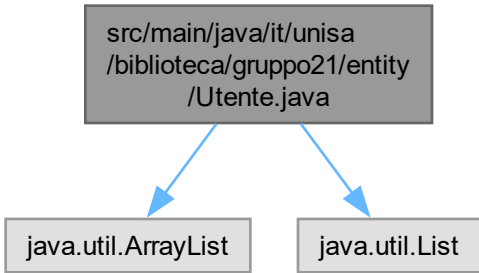 src/main/java/it/unisa
/biblioteca/gruppo21/entity
/Utente.java
java.util.ArrayList
java.util.List